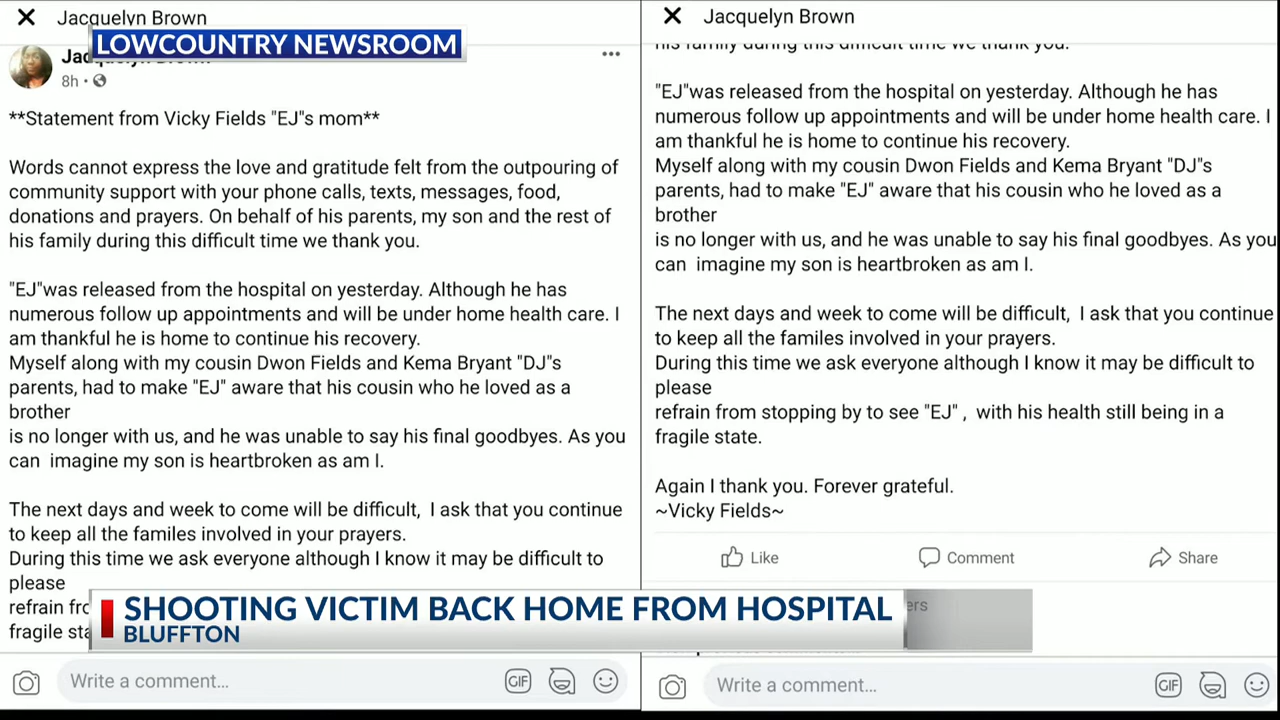 Jacquelyn Brown
LOWCOUNTRY NEWSROOM
8h
**Statement from Vicky Fields "EJ"s mom**
Words cannot express the love and gratitude felt from the outpouring of
community support with your phone calls, texts, messages, food,
donations and prayers. On behalf of his parents, my son and the rest of
his family during this difficult time we thank you.
"EJ"was released from the hospital on yesterday. Although he has
numerous follow up appointments and will be under home health care. I
am thankful he is home to continue his recovery.
Myself along with my cousin Dwon Fields and Kema Bryant "DJ"s
parents, had to make "EJ" aware that his cousin who he loved as a
brother
is no longer with us, and he was unable to say his final goodbyes. As you
can  imagine my son is heartbroken as am I.
The next days and week to come will be difficult,  I ask that you continue
to keep all the familes involved in your prayers.
During this time we ask everyone although I know it may be difficult to
please
refrain
fragile
Write a comment...
GIF
Jacquelyn Brown
his family during this difficult time we thank you.
"EJ"was released from the hospital on yesterday. Although he has
numerous follow up appointments and will be under home health care. I
am thankful he is home to continue his recovery.
Myself along with my cousin Dwon Fields and Kema Bryant "DJ"s
parents, had to make "EJ" aware that his cousin who he loved as a
brother
is no longer with us, and he was unable to say his final goodbyes. As you
can  imagine my son is heartbroken as am I.
The next days and week to come will be difficult,  I ask that you continue
to keep all the familes involved in your prayers.
During this time we ask everyone although I know it may be difficult to
please
refrain from stopping by to see "EJ" ,  with his health still being in a
fragile state.
Again I thank you. Forever grateful.
~Vicky Fields~
Like Comment Share
Write a comment...
GIF
SHOOTING VICTIM BACK HOME FROM HOSPITAL
BLUFFTON